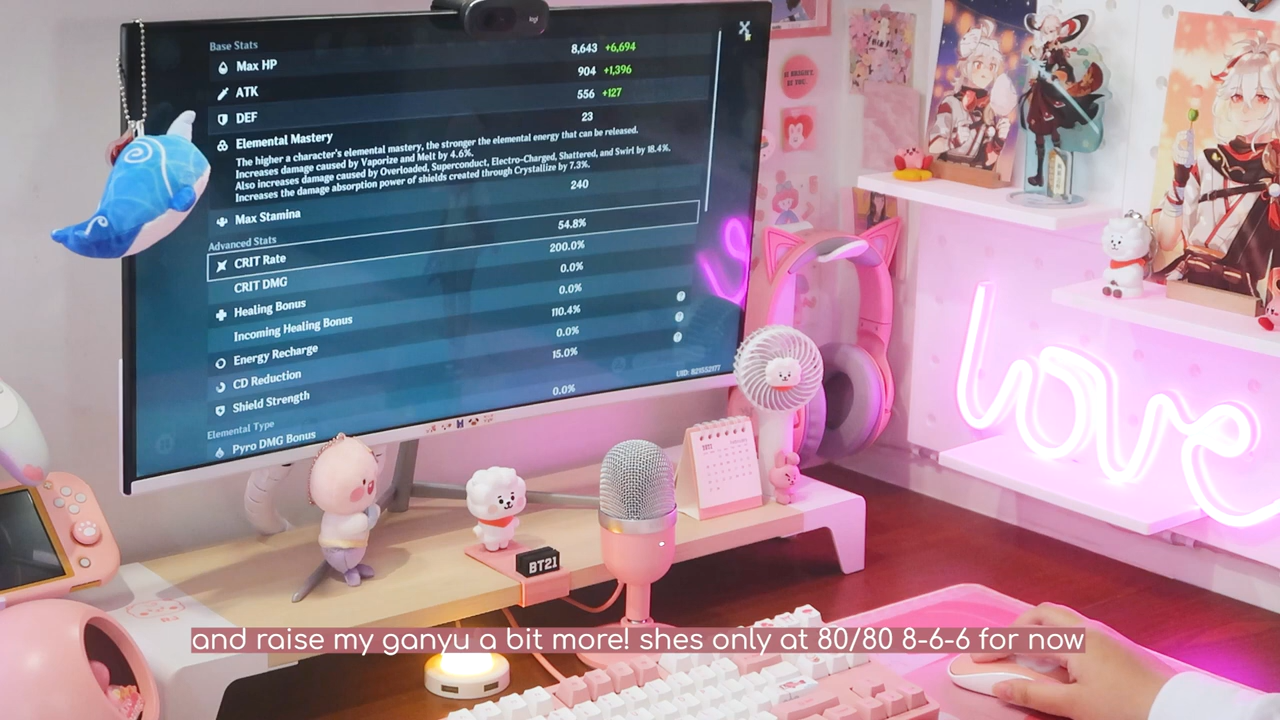 logi
Base Stats
Max HP 8,643 +6,694
ATK 904 +1,396
DEF 556 +127
Elemental Mastery 23
The higher a character's elemental mastery, the stronger the elemental energy that can be released.
Increases damage caused by Vaporize and Melt by 4.6%.
Also increases damage caused by Overloaded, Superconduct, Electro-Charged, Shattered, and Swirl by 18.4%.
Increases the damage absorption power of shields created through Crystallize by 7.3%.
Max Stamina 240
Advanced Stats
CRIT Rate 54.8%
CRIT DMG 200.0%
Healing Bonus 0.0%
Incoming Healing Bonus 0.0%
Energy Recharge 110.4%
CD Reduction 0.0%
Shield Strength 15.0%
Elemental Type
Pyro DMG Bonus 0.0%
love
BT21
and raise my ganyu a bit more! shes only at 80/80 8-6-6 for now